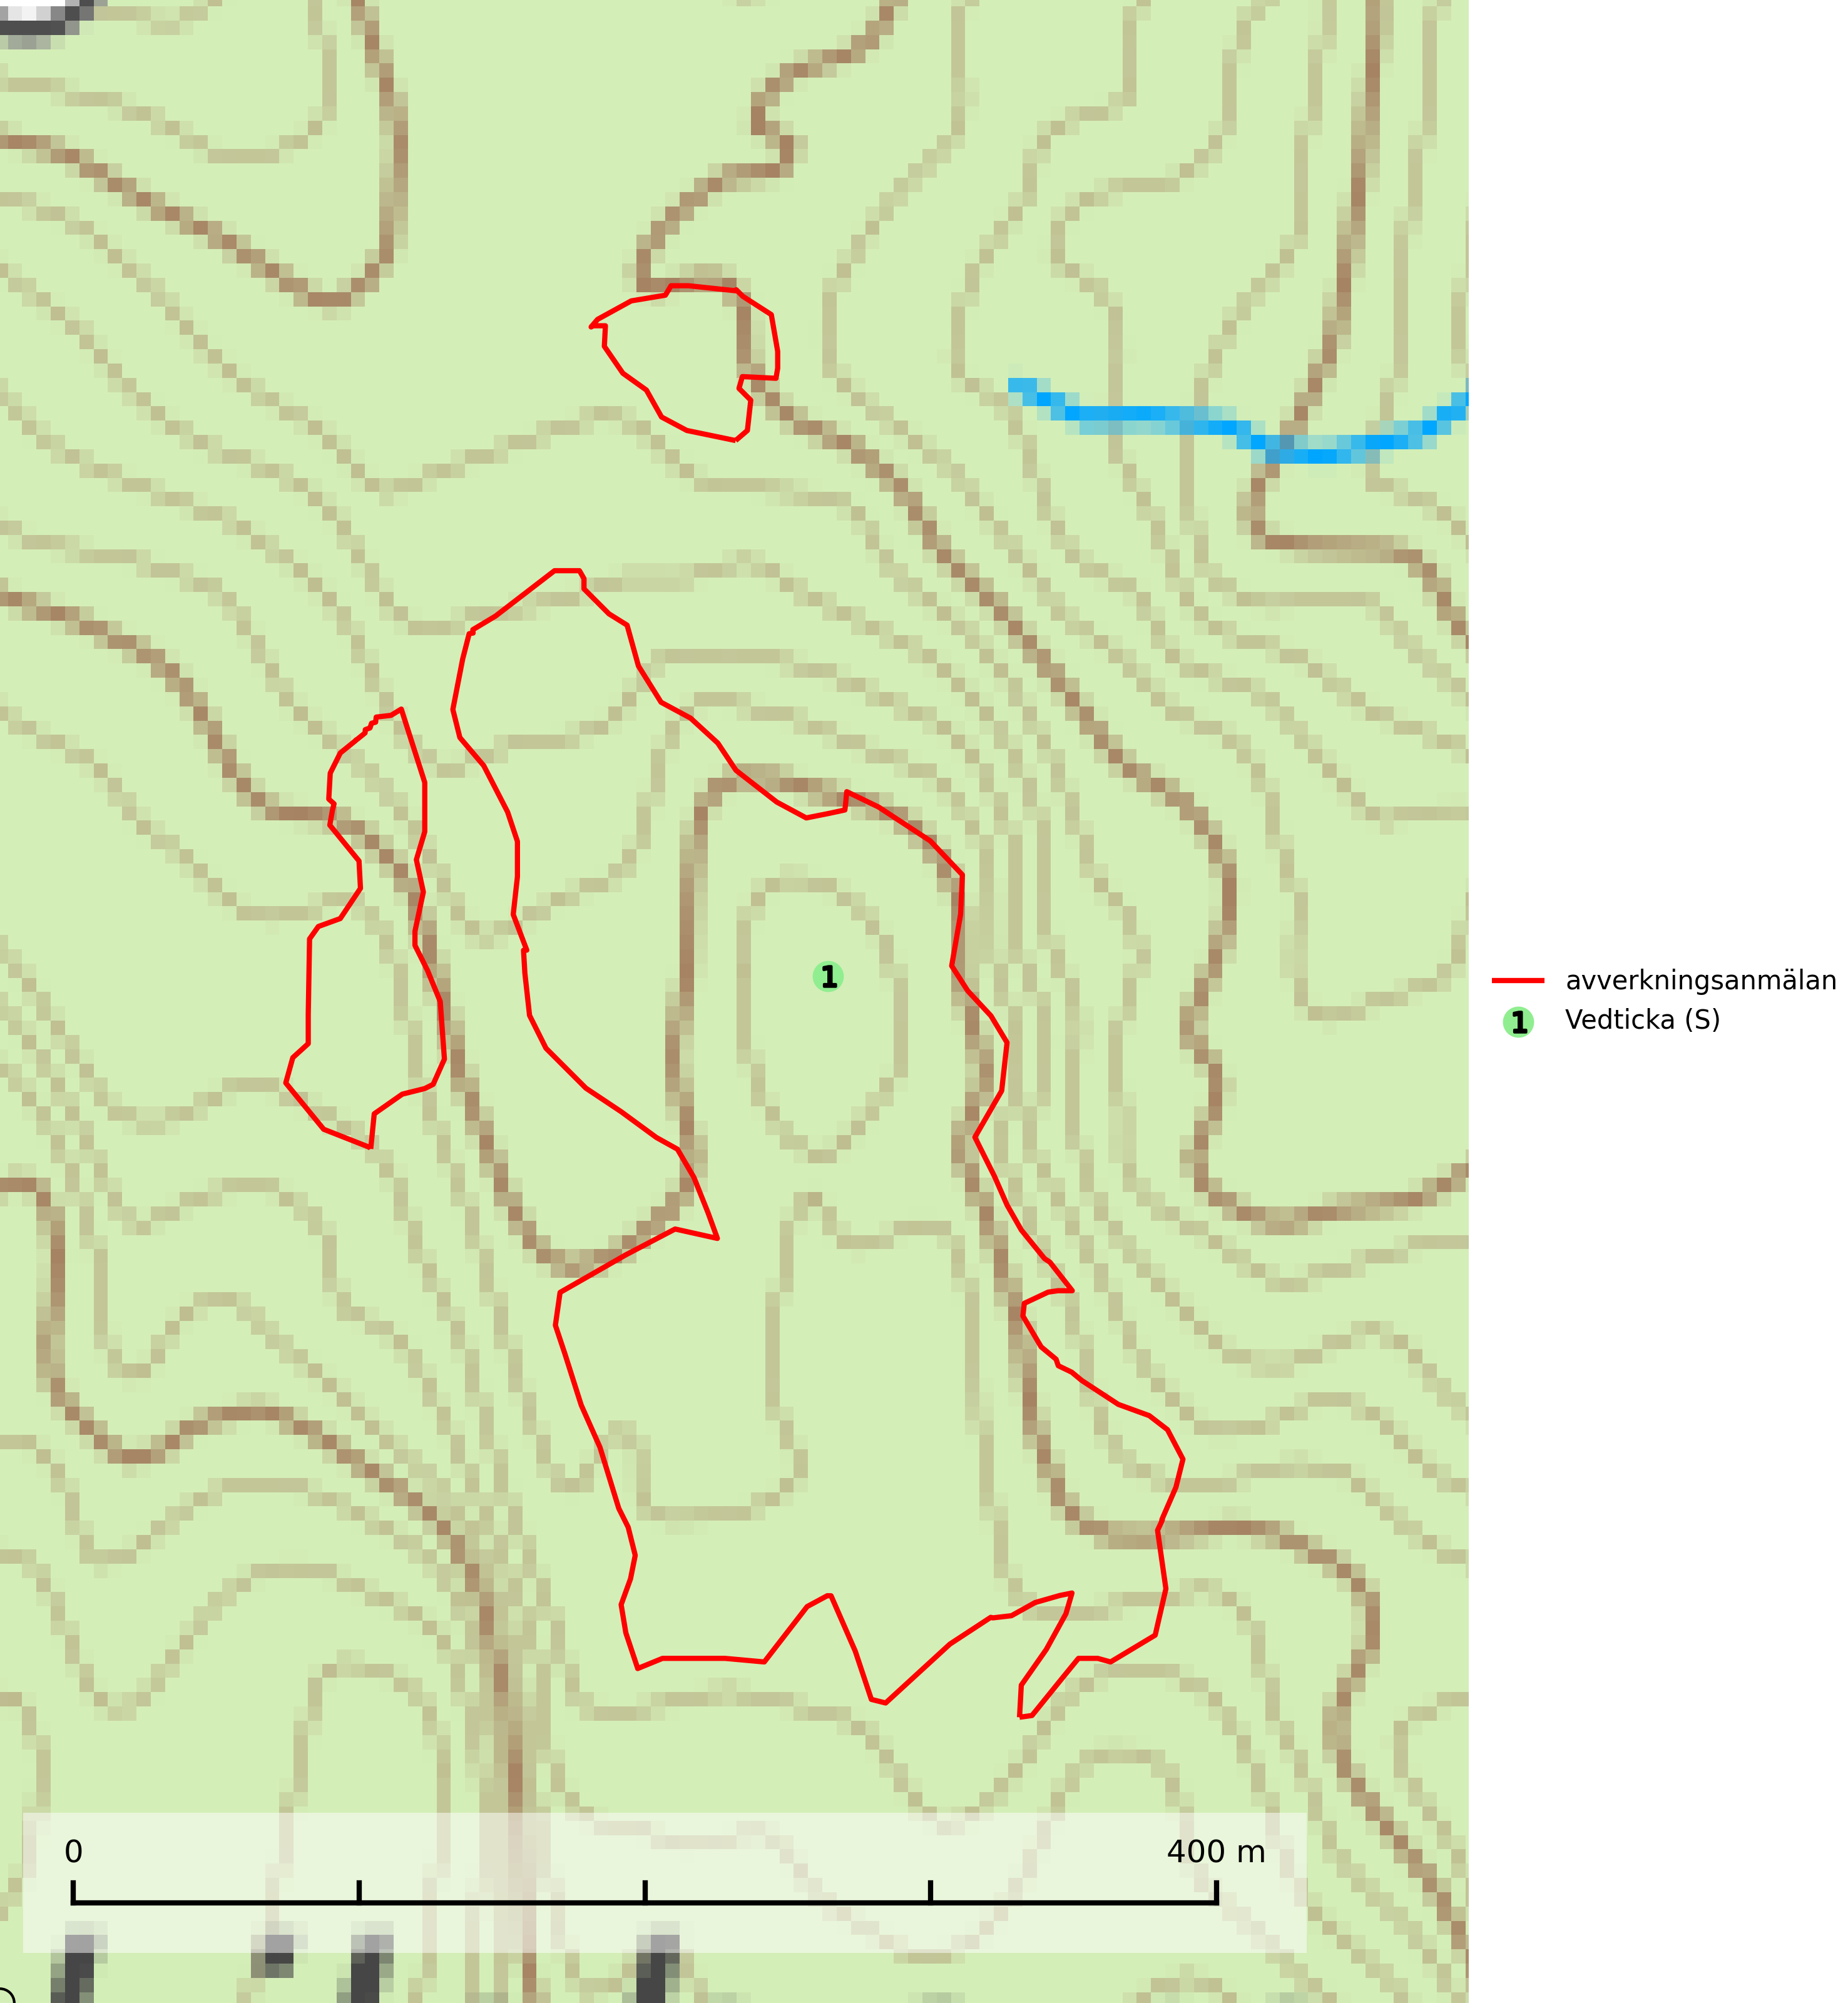 1
avverkningsanmälan
1 Vedticka (S)
0 400 m